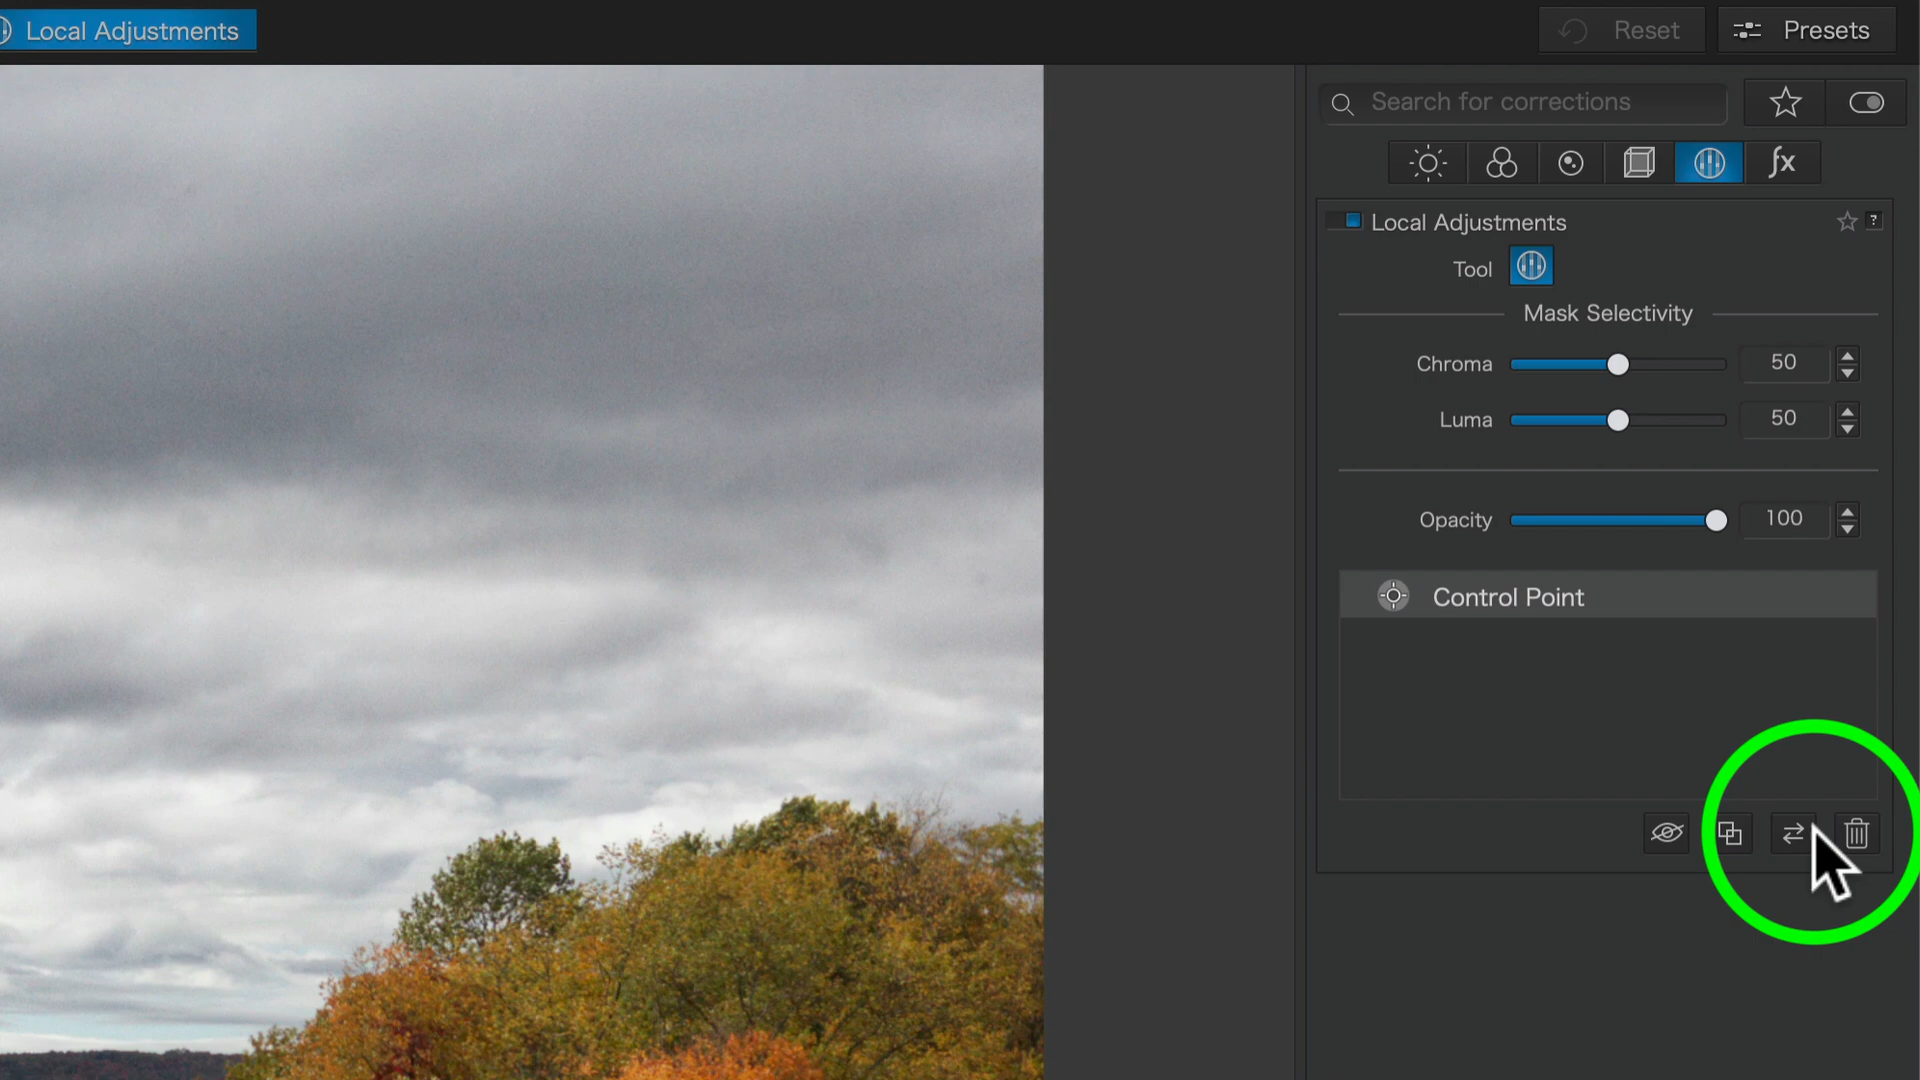 Local Adjustments
Reset
Presets
Search for corrections
fx
Local Adjustments
?
Tool
Mask Selectivity
Chroma
50
Luma
50
Opacity
100
Control Point